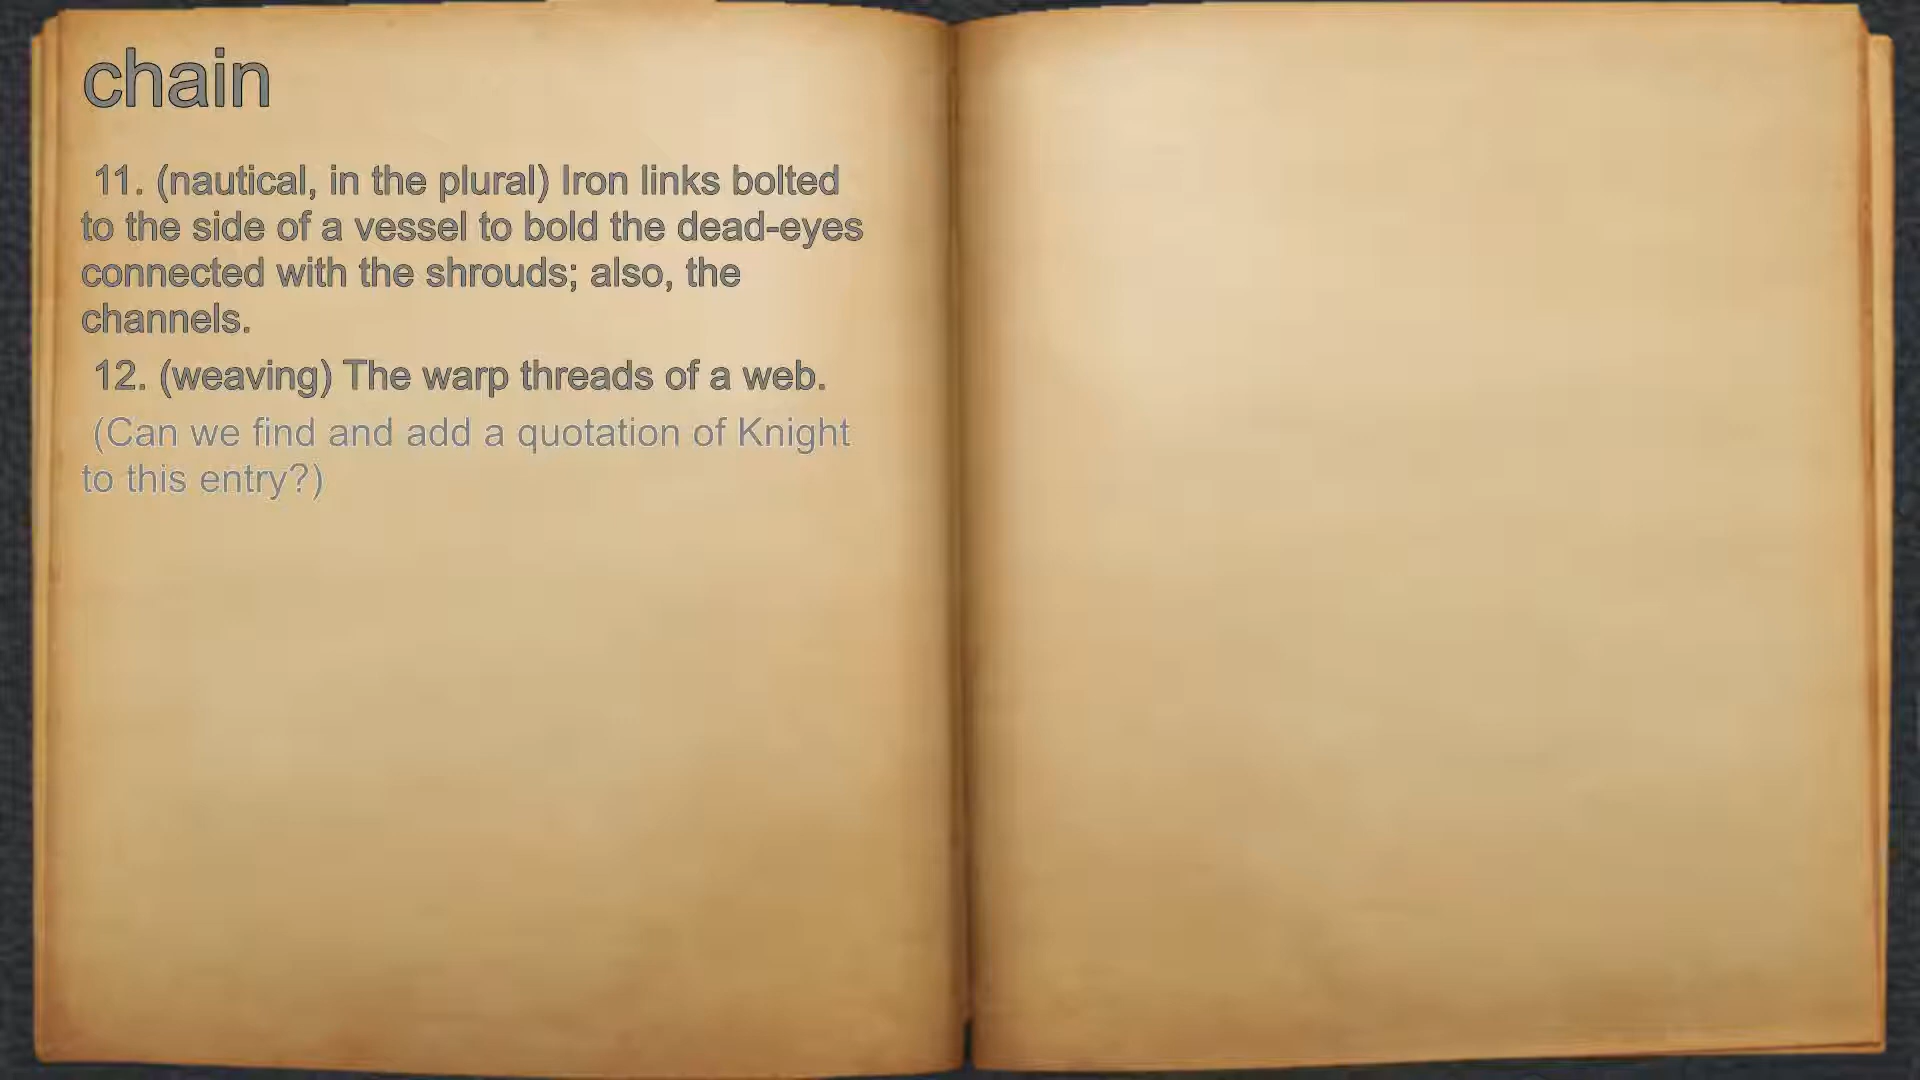 chain
11. (nautical, in the plural) Iron links bolted
to the side of a vessel to bold the dead-eyes
connected with the shrouds; also, the
channels.
12. (weaving) The warp threads of a web.
(Can we find and add a quotation of Knight
to this entry?)